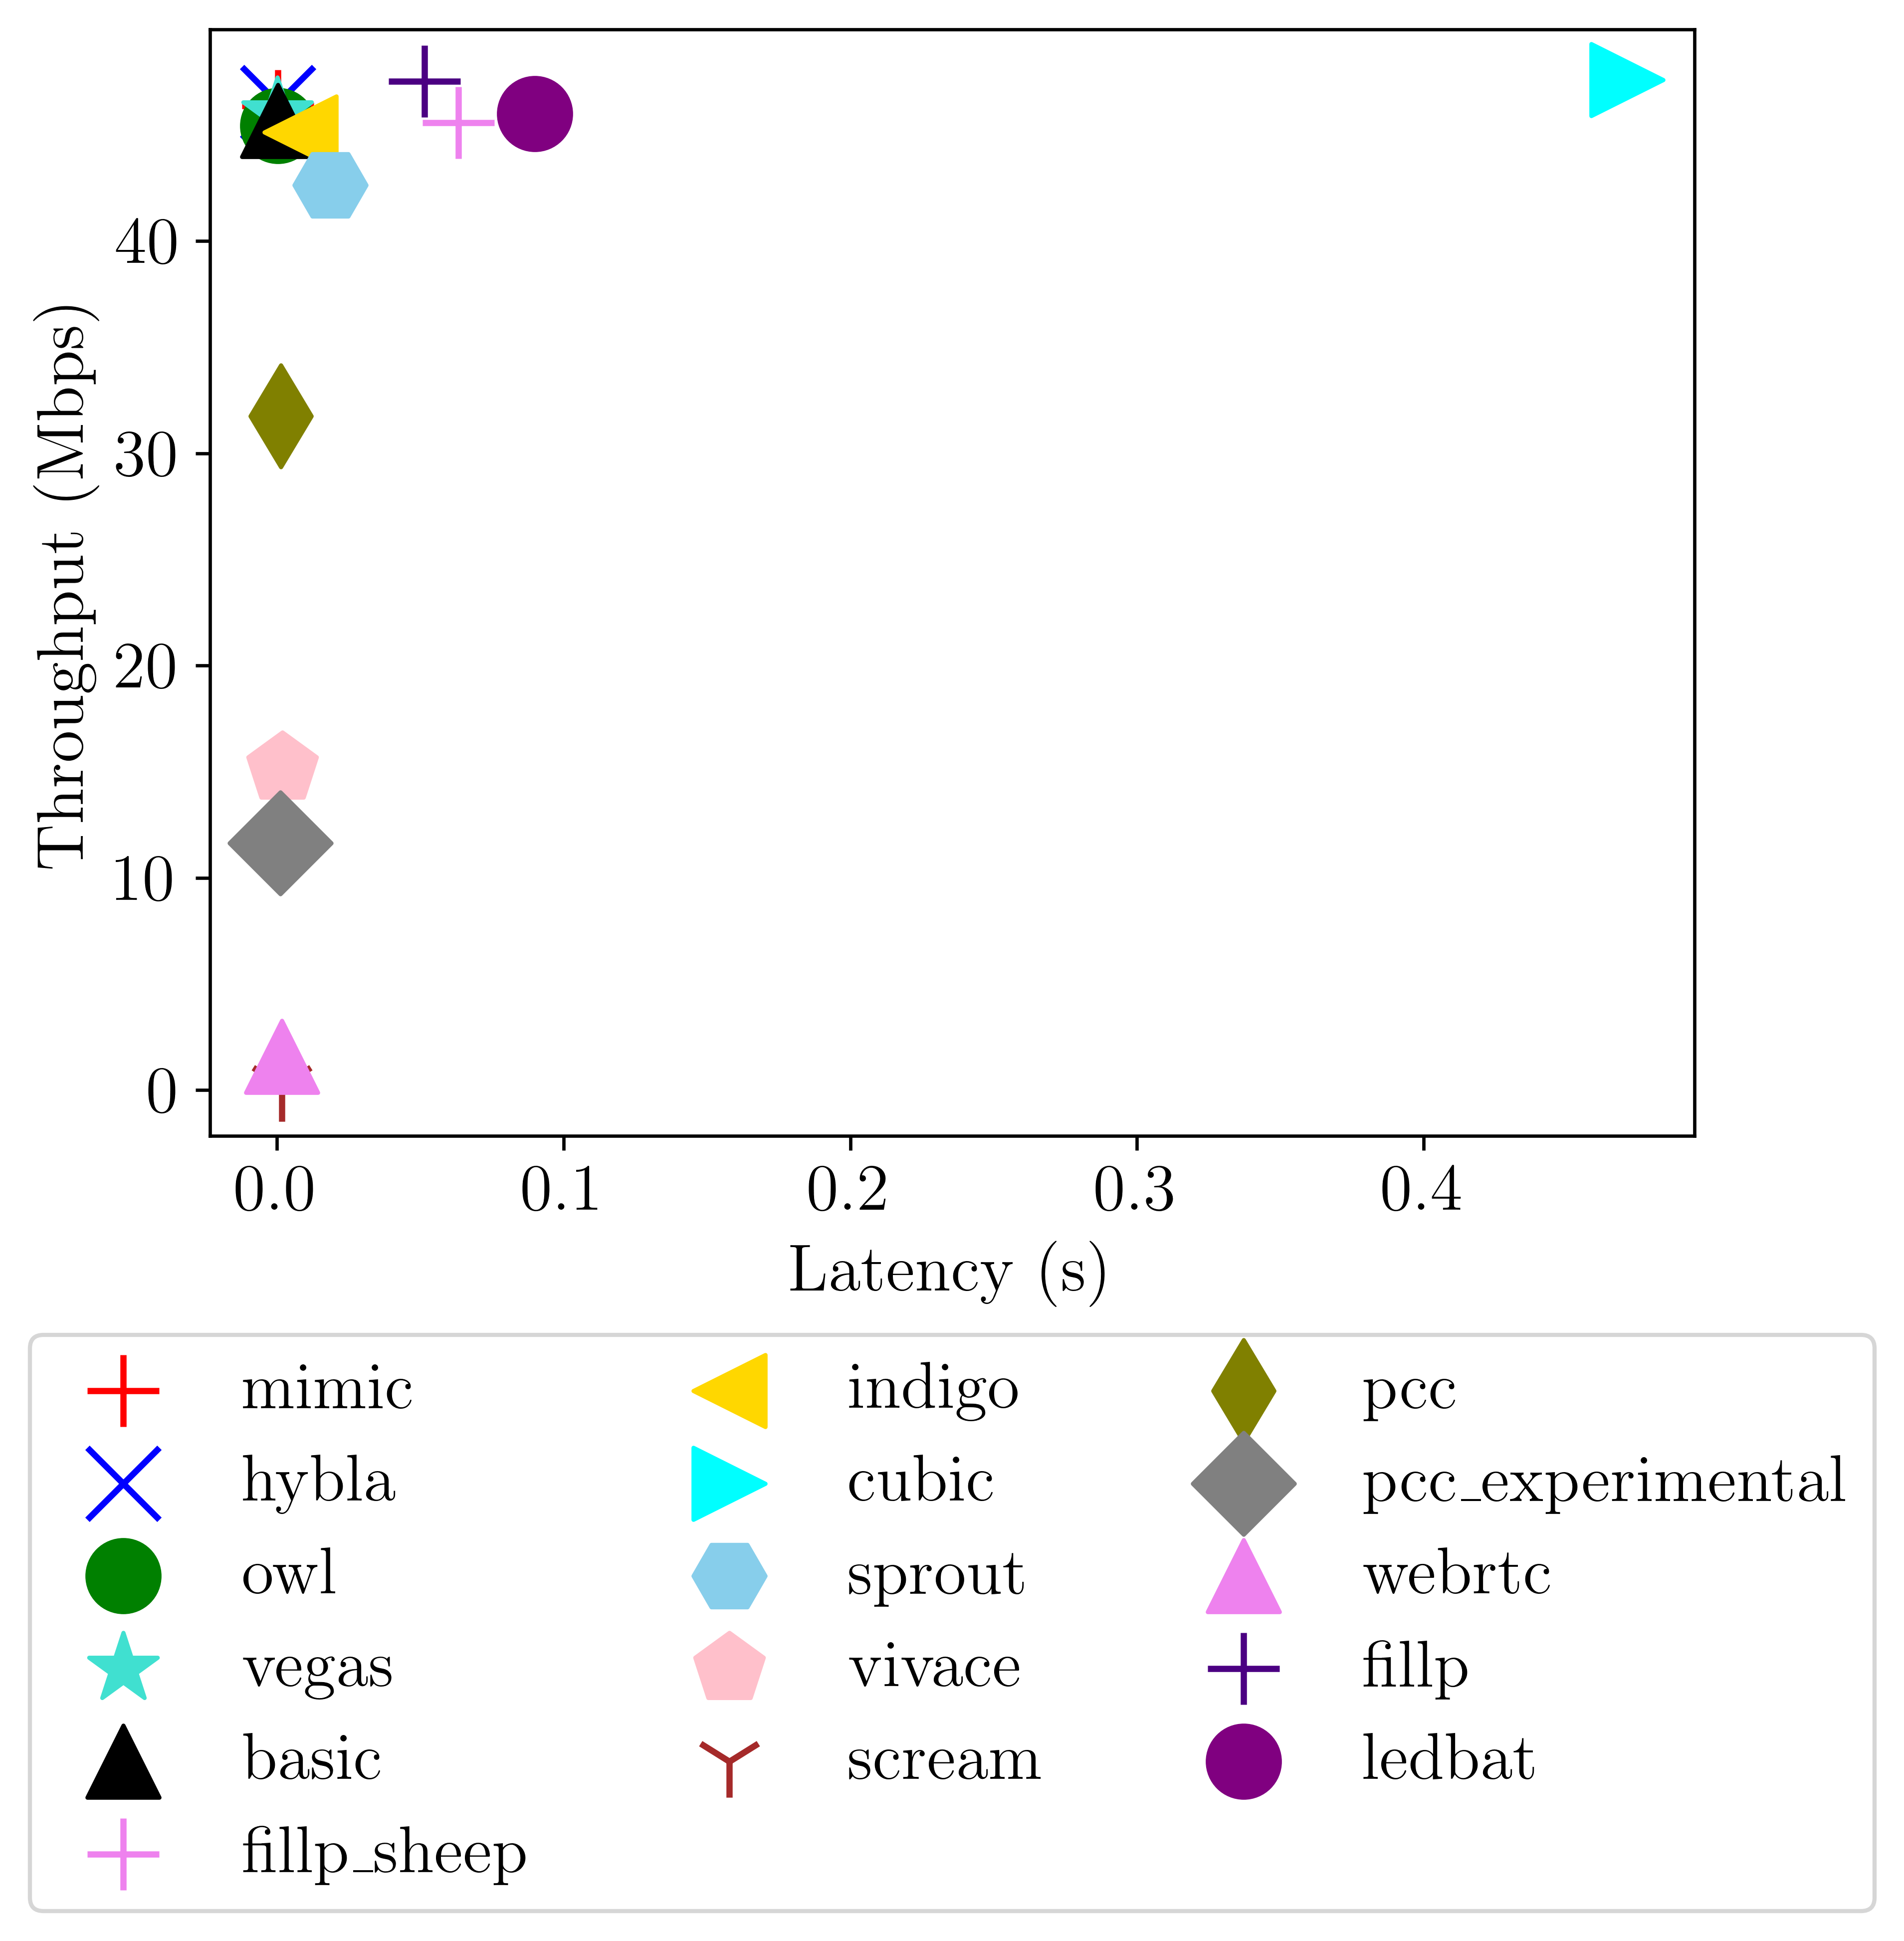 Throughput (Mbps)
40
30
20
10
0
0.0 0.1 0.2 0.3 0.4
Latency (s)
mimic indigo pcc
hybla cubic pcc_experimental
owl sprout webrtc
vegas vivace fillp
basic scream ledbat
fillp_sheep